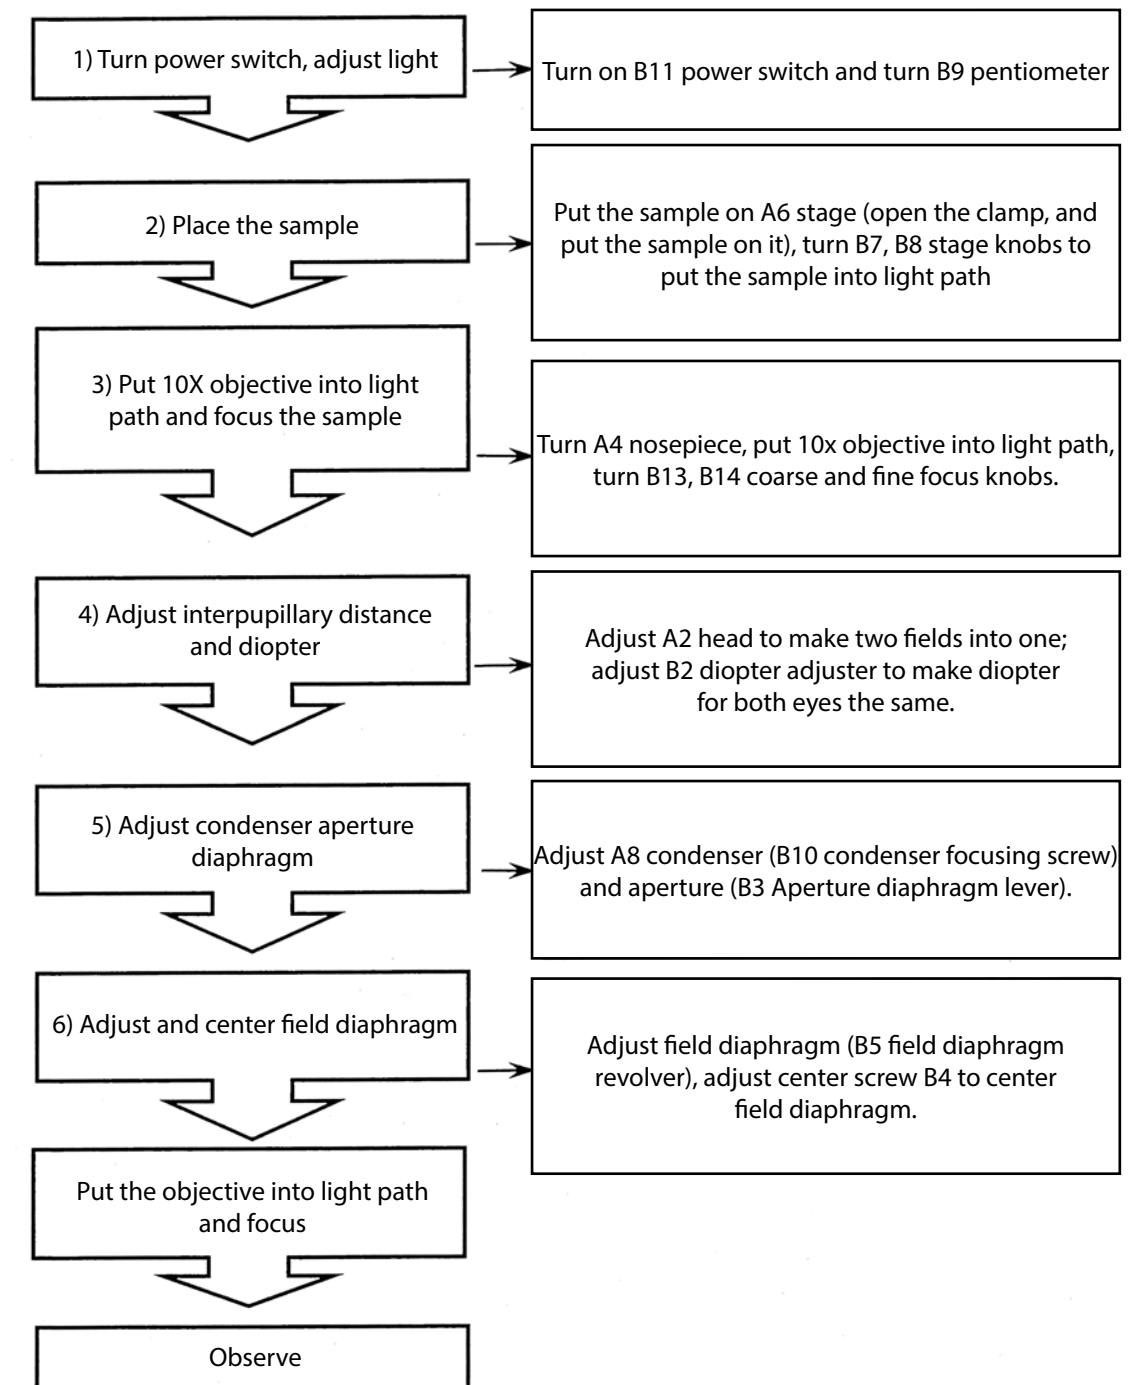 1) Turn power switch, adjust light
Turn on B11 power switch and turn B9 pentiometer
2) Place the sample
Put the sample on A6 stage (open the clamp, and
put the sample on it), turn B7, B8 stage knobs to
put the sample into light path
3) Put 10X objective into light
path and focus the sample
Turn A4 nosepiece, put 10x objective into light path,
turn B13, B14 coarse and fine focus knobs.
4) Adjust interpupillary distance
and diopter
Adjust A2 head to make two fields into one;
adjust B2 diopter adjuster to make diopter
for both eyes the same.
5) Adjust condenser aperture
diaphragm
Adjust A8 condenser (B10 condenser focusing screw)
and aperture (B3 Aperture diaphragm lever).
6) Adjust and center field diaphragm
Adjust field diaphragm (B5 field diaphragm
revolver), adjust center screw B4 to center
field diaphragm.
Put the objective into light path
and focus
Observe